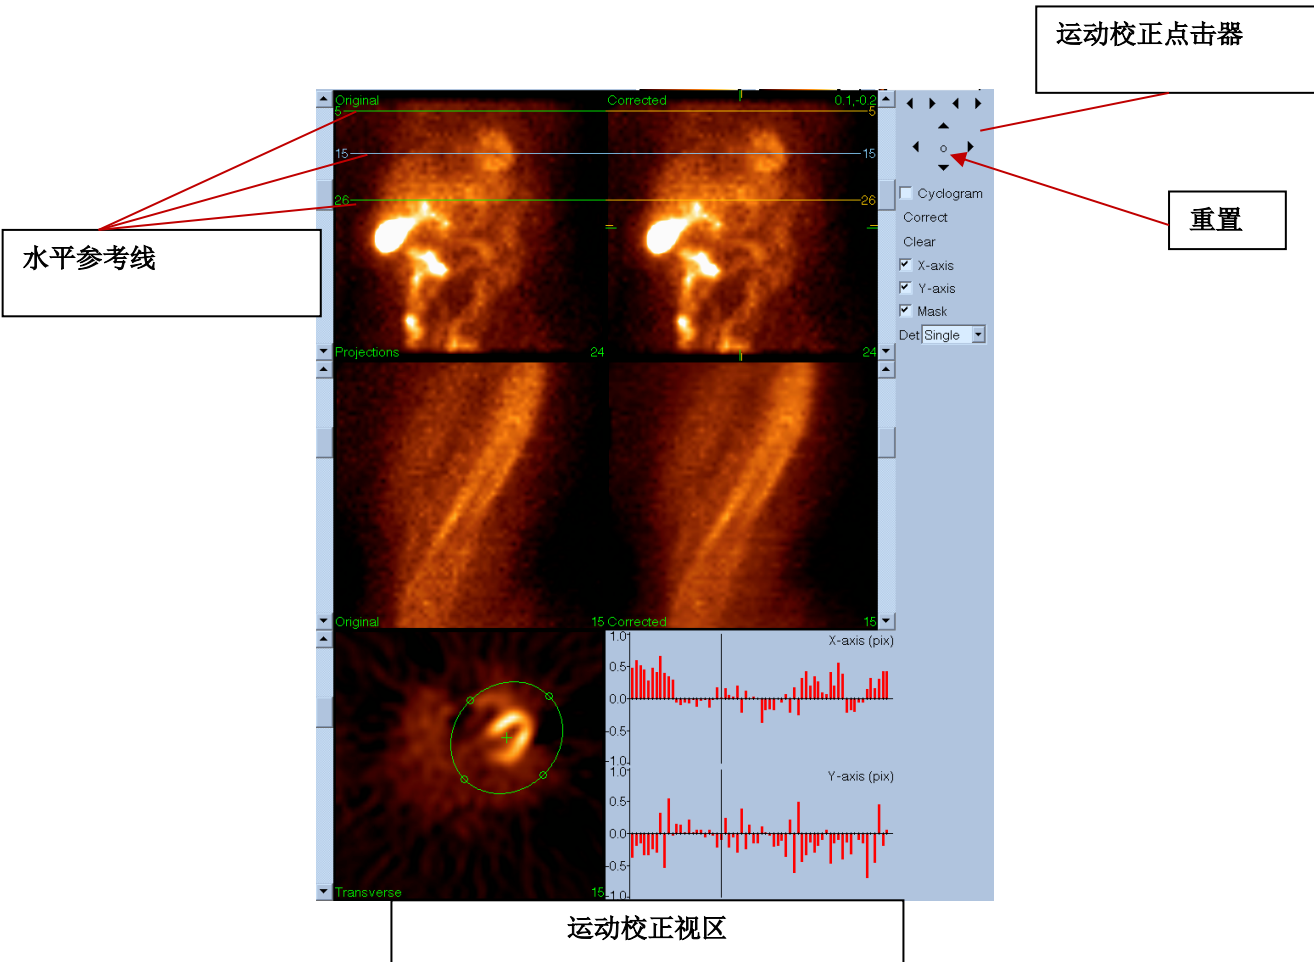 运动校正点击器
Original
Corrected
0.1,-0.2
5
5
15
15
重置
26
26
Cyclogram
Correct
水平参考线
Clear
X-axis
Y-axis
Mask
Det Single
Projections
24
24
Original
15
Corrected
15
1.0
X-axis (pix)
0.5
0.0
-0.5
-1.0
1.0
Y-axis (pix)
0.5
0.0
-0.5
Transverse
15
-1.0
运动校正视区